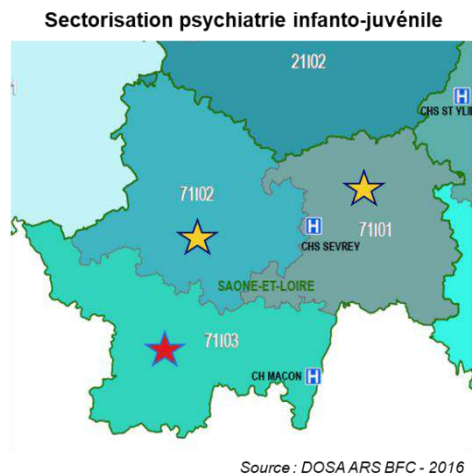 Sectorisation psychiatrie infanto-juvénile
21I02
CHS ST YLIE
71I02
71I01
CHS SEVREY
SAONE-ET-LOIRE
71I03
CH MACON
Source : DOSA ARS BFC - 2016